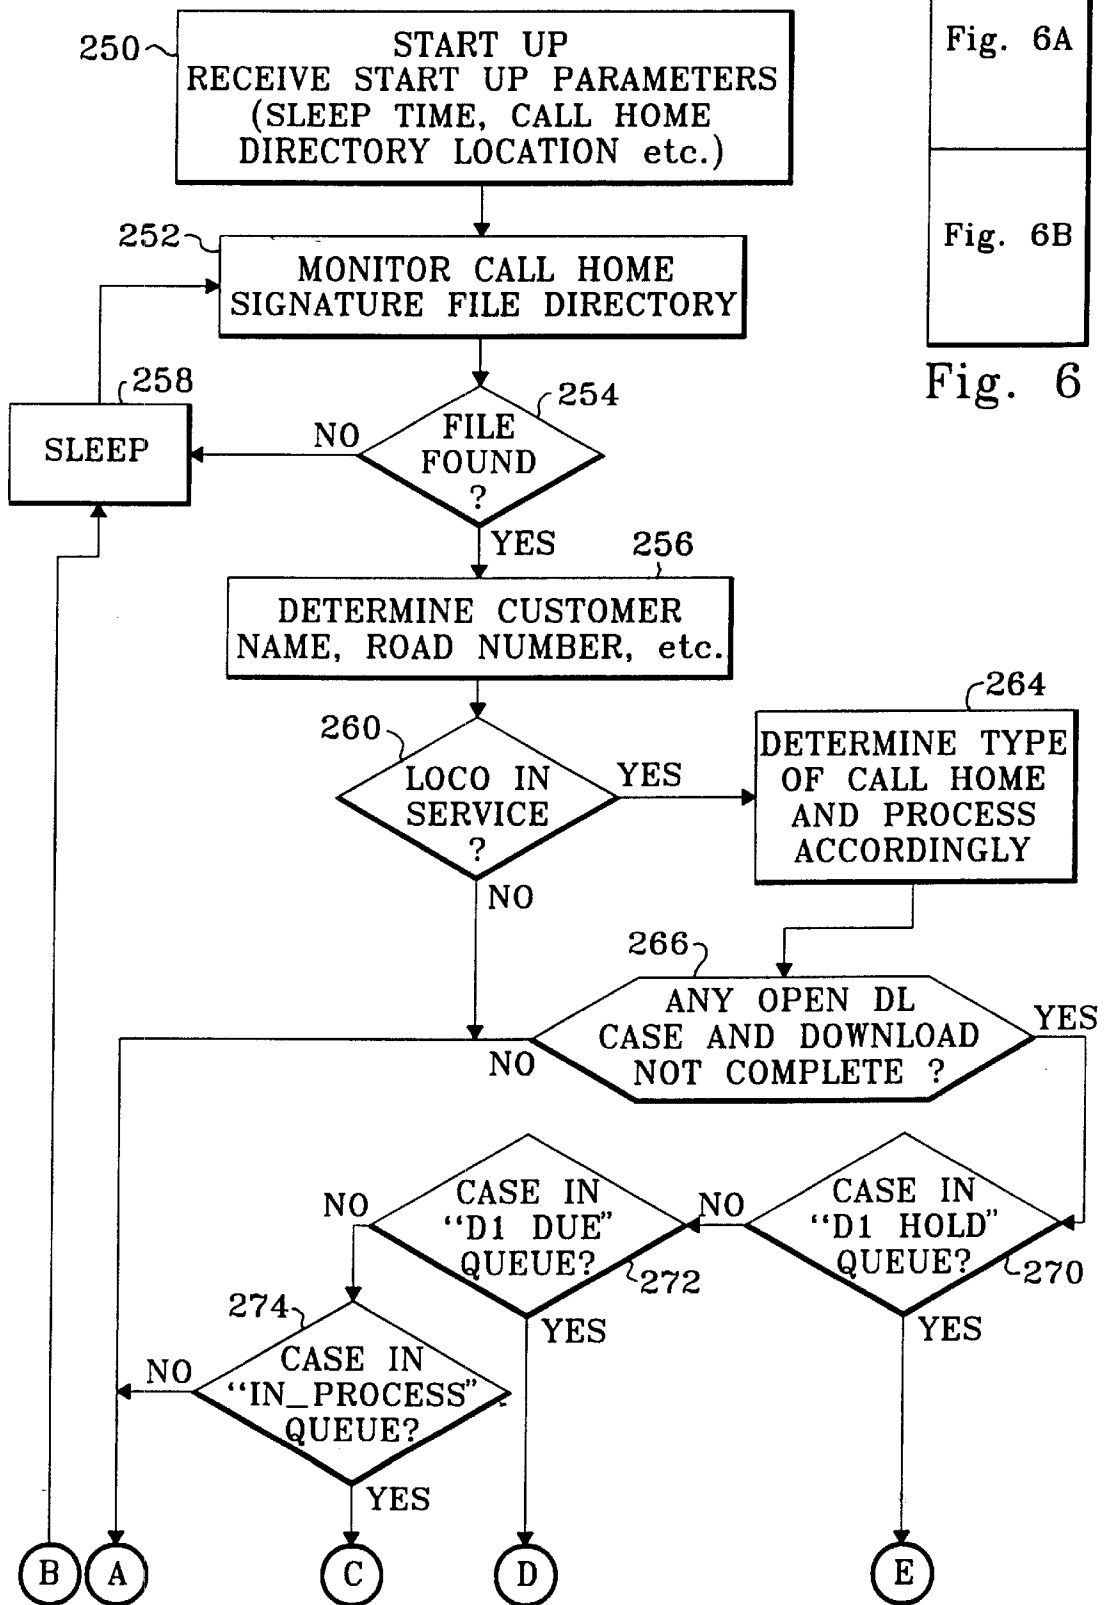 250
START UP
RECEIVE START UP PARAMETERS
(SLEEP TIME, CALL HOME
DIRECTORY LOCATION etc.)
Fig. 6A
Fig. 6B
Fig. 6
252
MONITOR CALL HOME
SIGNATURE FILE DIRECTORY
258
SLEEP
NO
254
FILE
FOUND
?
YES
256
DETERMINE CUSTOMER
NAME, ROAD NUMBER, etc.
260
LOCO IN
SERVICE
?
YES
NO
264
DETERMINE TYPE
OF CALL HOME
AND PROCESS
ACCORDINGLY
266
ANY OPEN DL
CASE AND DOWNLOAD
NOT COMPLETE ?
YES
NO
CASE IN
“D1 HOLD”
QUEUE?
270
NO
YES
CASE IN
“D1 DUE”
QUEUE?
272
NO
YES
274
CASE IN
“IN_PROCESS”
QUEUE?
NO
YES
B
A
C
D
E